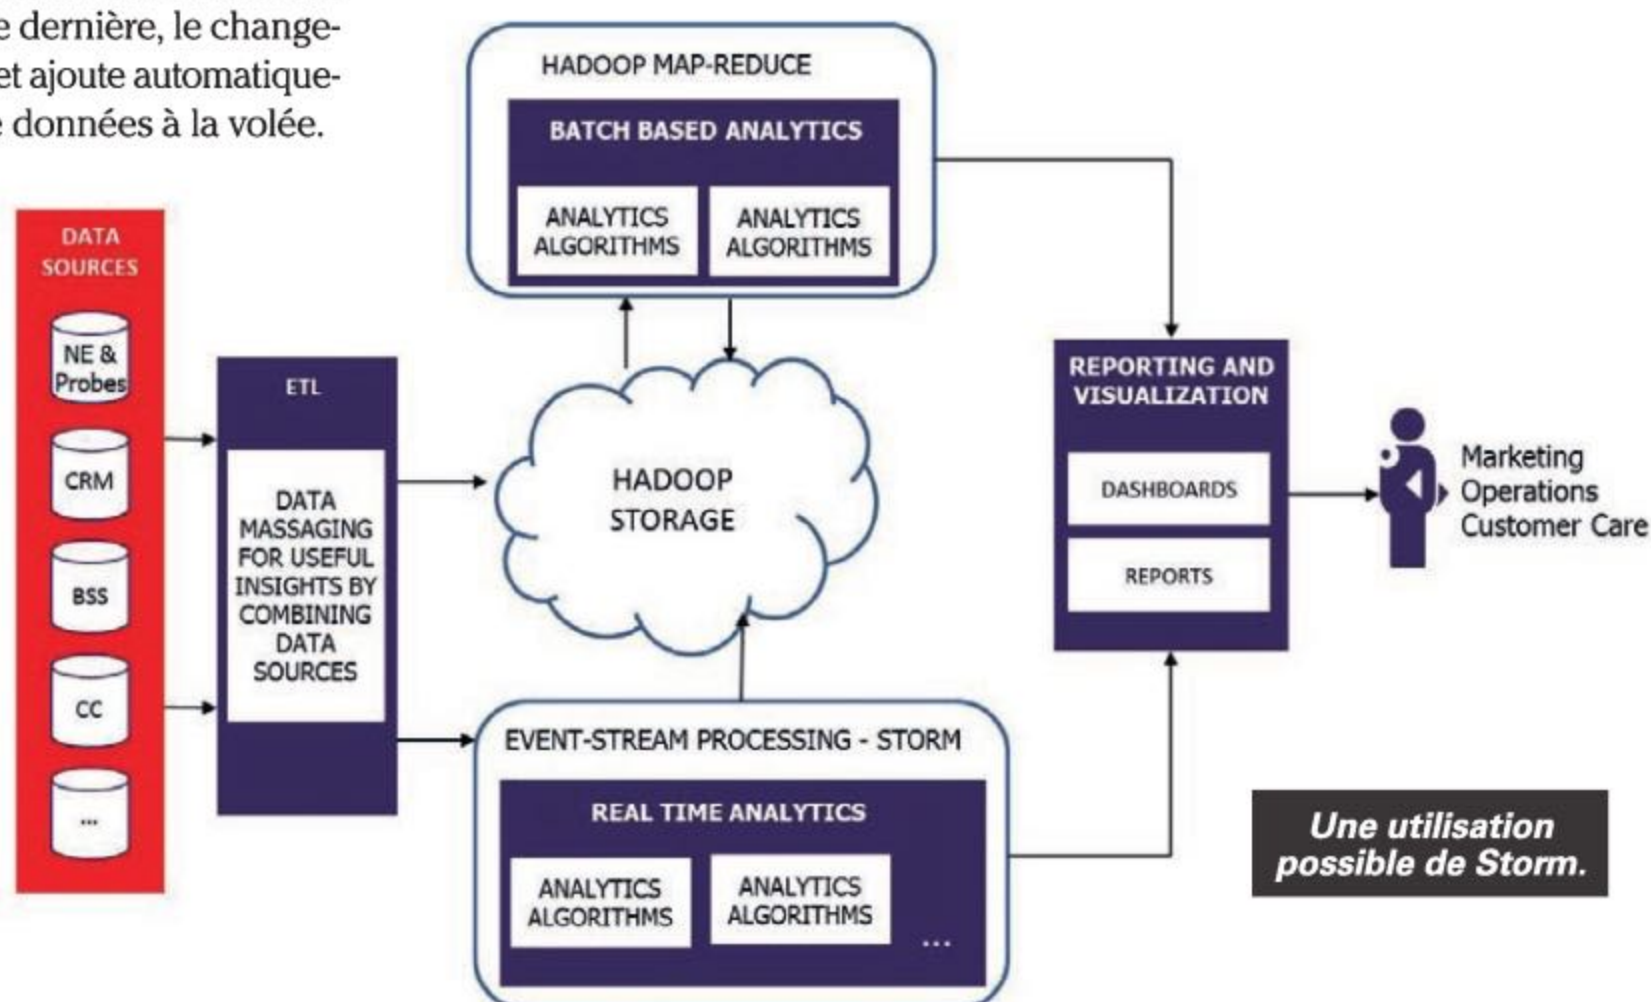 e dernière, le change-
et ajoute automatique-
e données à la volée.
HADOOP MAP-REDUCE
BATCH BASED ANALYTICS
ANALYTICS
ALGORITHMS
ANALYTICS
ALGORITHMS
DATA
SOURCES
NE &
Probes
CRM
BSS
CC
...
ETL
DATA
MASSAGING
FOR USEFUL
INSIGHTS BY
COMBINING
DATA
SOURCES
HADOOP
STORAGE
EVENT-STREAM PROCESSING - STORM
REAL TIME ANALYTICS
ANALYTICS
ALGORITHMS
ANALYTICS
ALGORITHMS
...
REPORTING AND
VISUALIZATION
DASHBOARDS
REPORTS
Marketing
Operations
Customer Care
Une utilisation
possible de Storm.